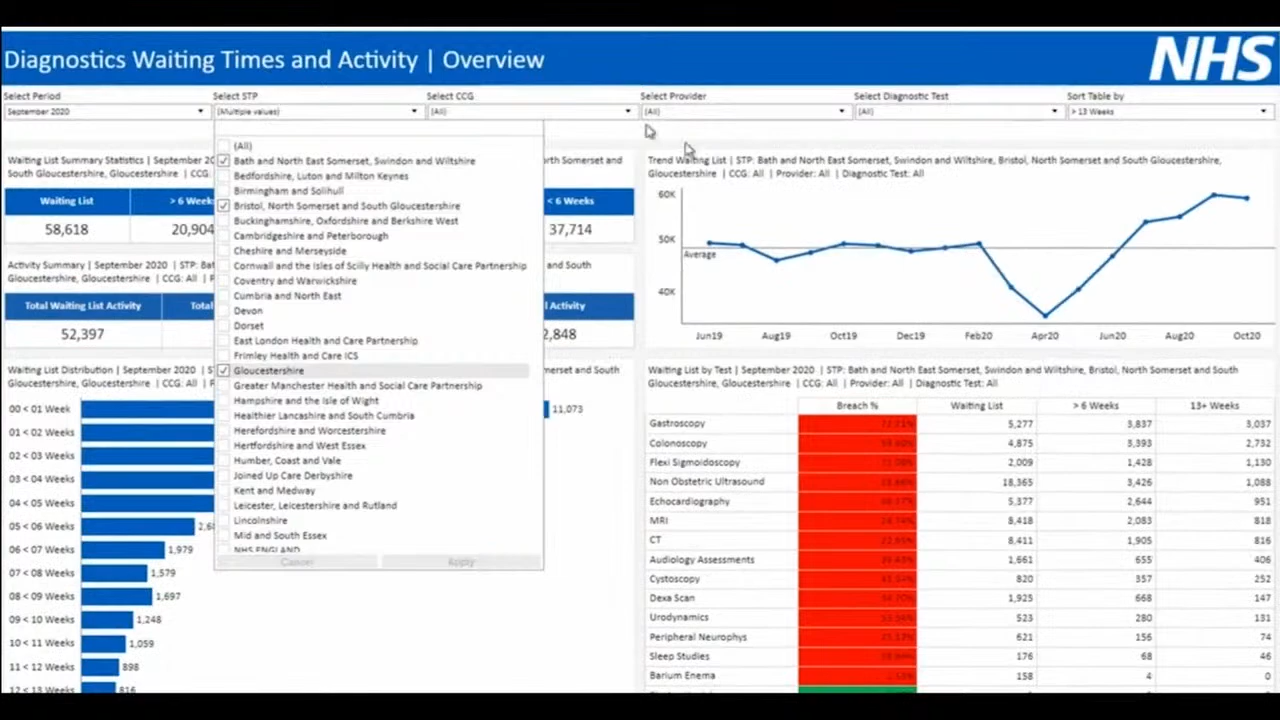 Diagnostics Waiting Times and Activity | Overview
NHS
Select Period
Select STP
Select CCG
Select Provider
Select Diagnostic Test
Sort Table by
September 2020
(Multiple values)
(All)
(All)
(All)
> 13 Weeks
(All)
Bath and North East Somerset, Swindon and Wiltshire
Bedfordshire, Luton and Milton Keynes
Birmingham and Solihull
Bristol, North Somerset and South Gloucestershire
Buckinghamshire, Oxfordshire and Berkshire West
Cambridgeshire and Peterborough
Cheshire and Merseyside
Cornwall and the Isles of Scilly Health and Social Care Partnership
Coventry and Warwickshire
Cumbria and North East
Devon
Dorset
East London Health and Care Partnership
Frimley Health and Care ICS
Gloucestershire
Greater Manchester Health and Social Care Partnership
Hampshire and the Isle of Wight
Healthier Lancashire and South Cumbria
Herefordshire and Worcestershire
Hertfordshire and West Essex
Humber, Coast and Vale
Joined Up Care Derbyshire
Kent and Medway
Leicester, Leicestershire and Rutland
Lincolnshire
Mid and South Essex
NHS ENGLAND
Cancel
Apply
Waiting List Summary Statistics | September 20
orth Somerset and
South Gloucestershire, Gloucestershire | CCG:
Waiting List
> 6 Week
< 6 Weeks
58,618
20,904
37,714
Activity Summary | September 2020 | STP: Bat
and South
Gloucestershire, Gloucestershire | CCG: All | P
Total Waiting List Activity
Total
l Activity
52,397
2,848
Waiting List Distribution | September 2020 | S
merset and South
Gloucestershire, Gloucestershire | CCG: All | P
00 < 01 Week
11,073
01 < 02 Weeks
02 < 03 Weeks
03 < 04 Weeks
04 < 05 Weeks
05 < 06 Weeks
06 < 07 Weeks 1,979
07 < 08 Weeks 1,579
08 < 09 Weeks 1,697
09 < 10 Weeks 1,248
10 < 11 Weeks 1,059
11 < 12 Weeks 898
12 < 13 Weeks 816
Trend Waiting List | STP: Bath and North East Somerset, Swindon and Wiltshire, Bristol, North Somerset and South Gloucestershire,
Gloucestershire | CCG: All | Provider: All | Diagnostic Test: All
60K
50K
Average
40K
Jun19 Aug19 Oct19 Dec19 Feb20 Apr20 Jun20 Aug20 Oct20
Waiting List by Test | September 2020 | STP: Bath and North East Somerset, Swindon and Wiltshire, Bristol, North Somerset and South
Gloucestershire, Gloucestershire | CCG: All | Provider: All | Diagnostic Test: All
Breach % Waiting List > 6 Weeks 13+ Weeks
Gastroscopy 5,277 3,837 3,037
Colonoscopy 4,875 3,393 2,732
Flexi Sigmoidoscopy 2,009 1,428 1,130
Non Obstetric Ultrasound 18,365 3,426 1,088
Echocardiography 5,377 2,644 951
MRI 8,418 2,083 818
CT 8,411 1,905 816
Audiology Assessments 1,661 655 406
Cystoscopy 820 357 252
Dexa Scan 1,925 668 147
Urodynamics 523 280 131
Peripheral Neurophys 621 156 74
Sleep Studies 176 68 46
Barium Enema 158 4 0